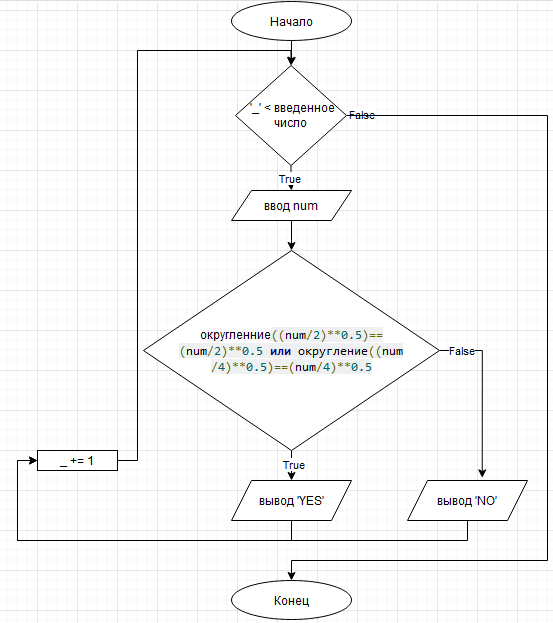 Начало
'_' < введенное
число
False
True
ввод num
округленние((num/2)**0.5)==
(num/2)**0.5 или округление((num
/4)**0.5)==(num/4)**0.5
False
_ += 1
True
вывод 'YES'
вывод 'NO'
Конец